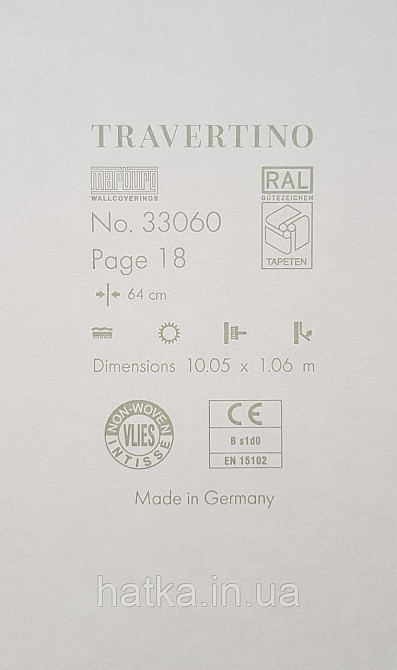 TRAVERTINO
marburg
WALLCOVERINGS
RAL
GÜTEZEICHEN
No. 33060
Page 18
TAPETEN
64 cm
Dimensions 10.05 x 1.06 m
NON-WOVEN
VLIES
INTISSE
CE
B s1d0
EN 15102
Made in Germany
hatka.in.ua